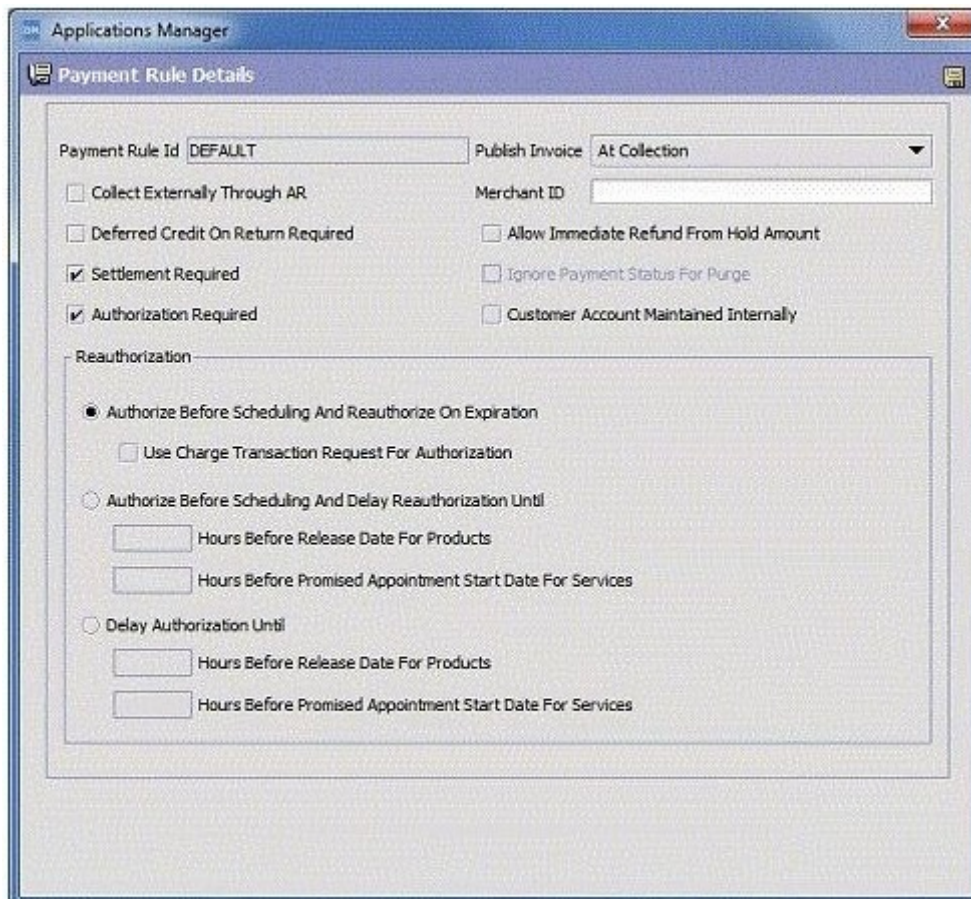 Applications Manager
Payment Rule Details
Payment Rule Id DEFAULT Publish Invoice At Collection
Collect Externally Through AR Merchant ID
Deferred Credit On Return Required Allow Immediate Refund From Hold Amount
Settlement Required Ignore Payment Status For Purge
Authorization Required Customer Account Maintained Internally
Reauthorization
Authorize Before Scheduling And Reauthorize On Expiration
Use Charge Transaction Request For Authorization
Authorize Before Scheduling And Delay Reauthorization Until
Hours Before Release Date For Products
Hours Before Promised Appointment Start Date For Services
Delay Authorization Until
Hours Before Release Date For Products
Hours Before Promised Appointment Start Date For Services